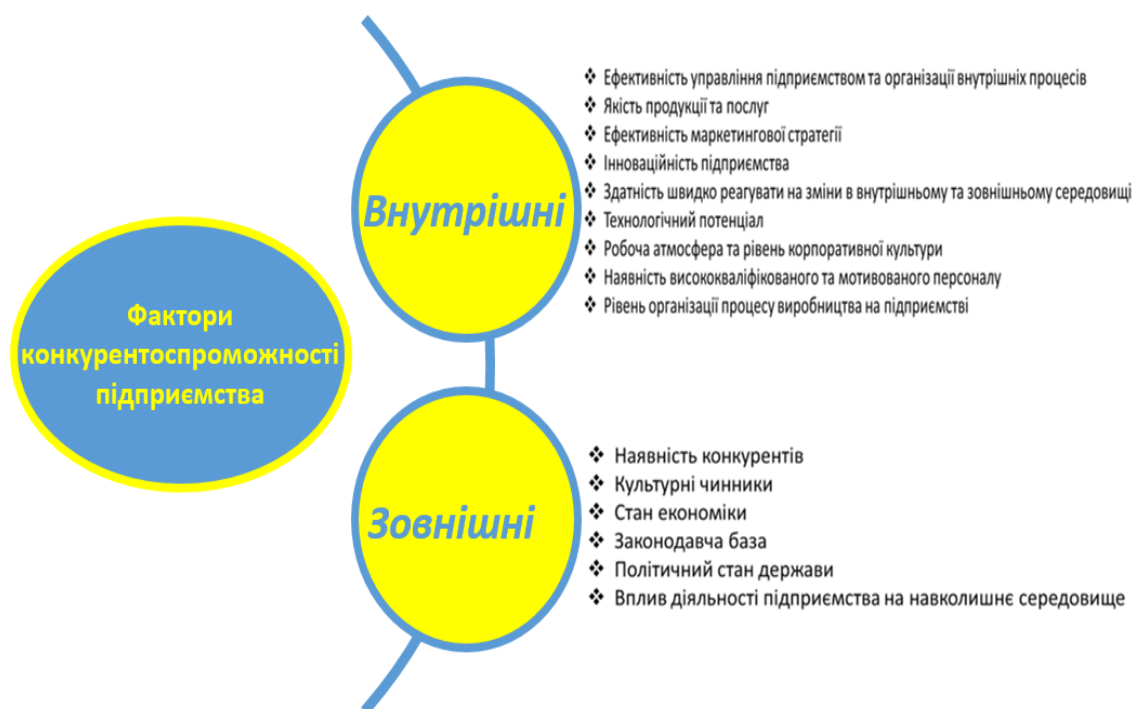 Фактори
конкурентоспроможності
підприємства
Внутрішні
❖ Ефективність управління підприємством та організації внутрішніх процесів
❖ Якість продукції та послуг
❖ Ефективність маркетингової стратегії
❖ Інноваційність підприємства
❖ Здатність швидко реагувати на зміни в внутрішньому та зовнішньому середовищі
❖ Технологічний потенціал
❖ Робоча атмосфера та рівень корпоративної культури
❖ Наявність висококваліфікованого та мотивованого персоналу
❖ Рівень організації процесу виробництва на підприємстві
Зовнішні
❖ Наявність конкурентів
❖ Культурні чинники
❖ Стан економіки
❖ Законодавча база
❖ Політичний стан держави
❖ Вплив діяльності підприємства на навколишнє середовище